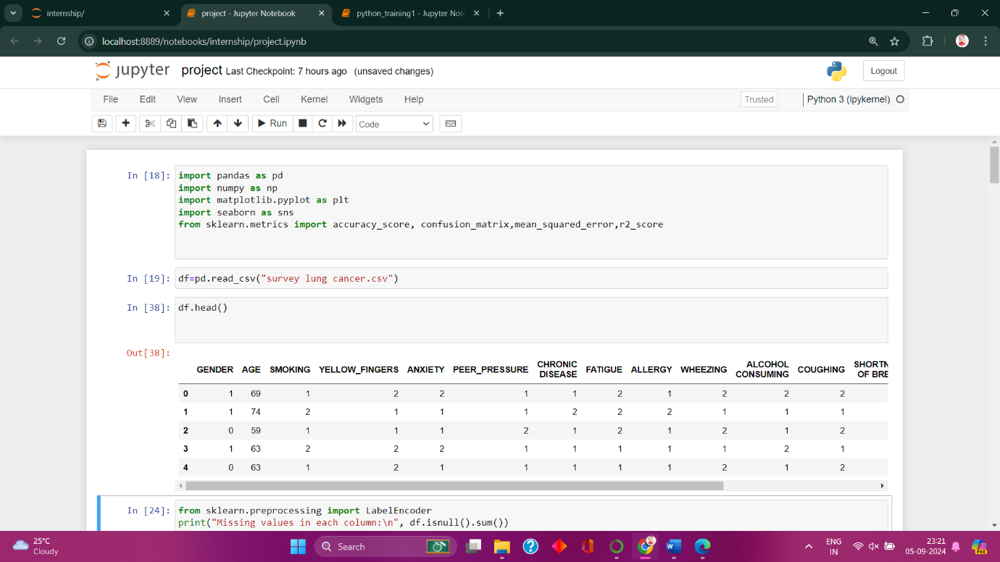 internship/
project - Jupyter Notebook
python_training1 - Jupyter Not
localhost:8889/notebooks/internship/project.ipynb
jupyter project Last Checkpoint: 7 hours ago (unsaved changes)
Logout
File Edit View Insert Cell Kernel Widgets Help
Trusted
Python 3 (ipykernel)
Run
Code
In [18]: import pandas as pd
import numpy as np
import matplotlib.pyplot as plt
import seaborn as sns
from sklearn.metrics import accuracy_score, confusion_matrix,mean_squared_error,r2_score
In [19]: df=pd.read_csv("survey lung cancer.csv")
In [38]: df.head()
Out[38]:
GENDER AGE SMOKING YELLOW_FINGERS ANXIETY PEER_PRESSURE CHRONIC DISEASE FATIGUE ALLERGY WHEEZING ALCOHOL CONSUMING COUGHING SHORTN OF BRE
0 1 69 1 2 2 1 1 2 1 2 2 2
1 1 74 2 1 1 1 2 2 2 1 1 1
2 0 59 1 1 1 2 1 2 1 2 1 2
3 1 63 2 2 2 1 1 1 1 1 2 1
4 0 63 1 2 1 1 1 1 1 2 1 2
In [24]: from sklearn.preprocessing import LabelEncoder
print("Missing values in each column:\n", df.isnull().sum())
25°C
Cloudy
Search
ENG
IN
23:21
05-09-2024
PRE